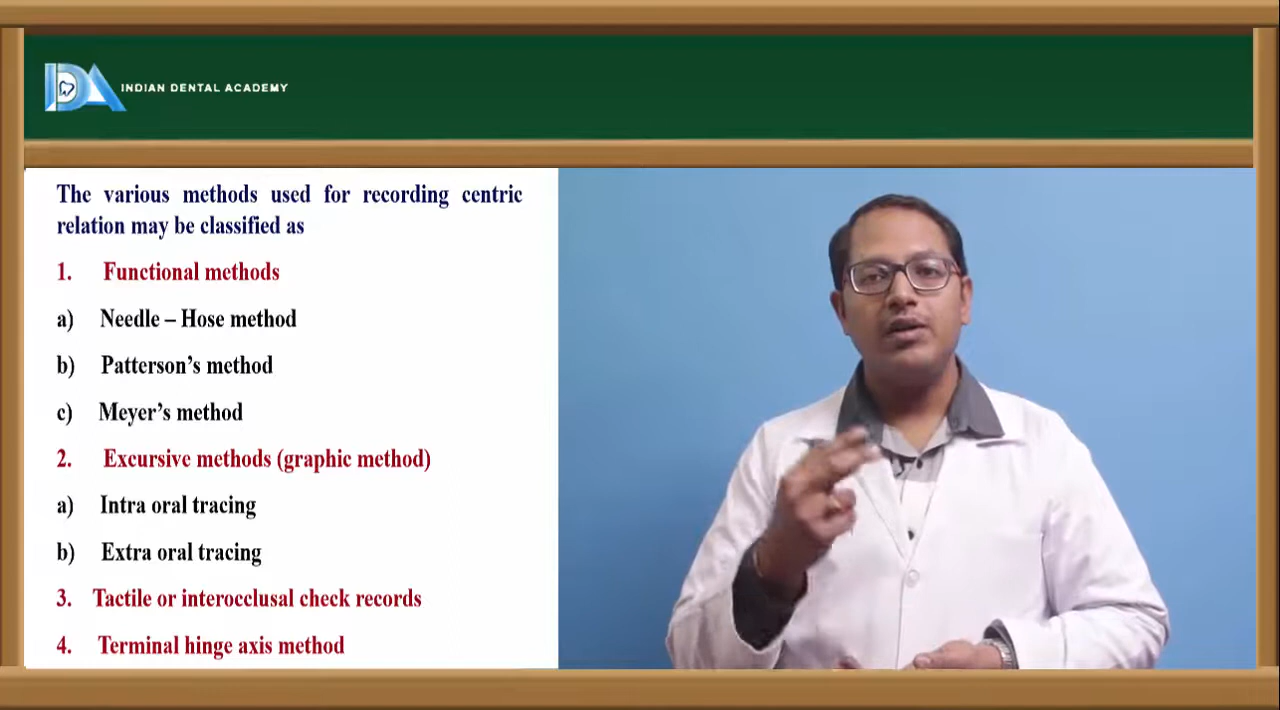 IDA INDIAN DENTAL ACADEMY
The various methods used for recording centric
relation may be classified as
1. Functional methods
a) Needle – Hose method
b) Patterson’s method
c) Meyer’s method
2. Excursive methods (graphic method)
a) Intra oral tracing
b) Extra oral tracing
3. Tactile or interocclusal check records
4. Terminal hinge axis method